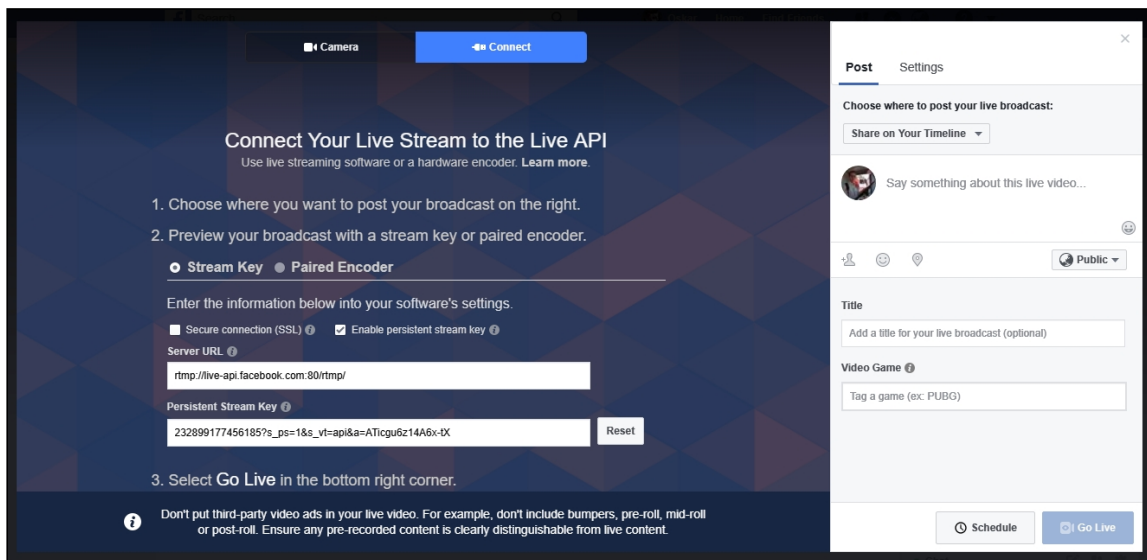 Camera
Connect
Connect Your Live Stream to the Live API
Use live streaming software or a hardware encoder. Learn more.
1. Choose where you want to post your broadcast on the right.
2. Preview your broadcast with a stream key or paired encoder.
Stream Key
Paired Encoder
Enter the information below into your software's settings.
Secure connection (SSL)
Enable persistent stream key
Server URL
rtmp://live-api.facebook.com:80/rtmp/
Persistent Stream Key
232899177456185?s_ps=1&s_vt=api&a=ATicgu6z14A6x-tX
Reset
3. Select Go Live in the bottom right corner.
Don't put third-party video ads in your live video. For example, don't include bumpers, pre-roll, mid-roll
or post-roll. Ensure any pre-recorded content is clearly distinguishable from live content.
Post
Settings
Choose where to post your live broadcast:
Share on Your Timeline
Say something about this live video...
Public
Title
Add a title for your live broadcast (optional)
Video Game
Tag a game (ex: PUBG)
Schedule
Go Live